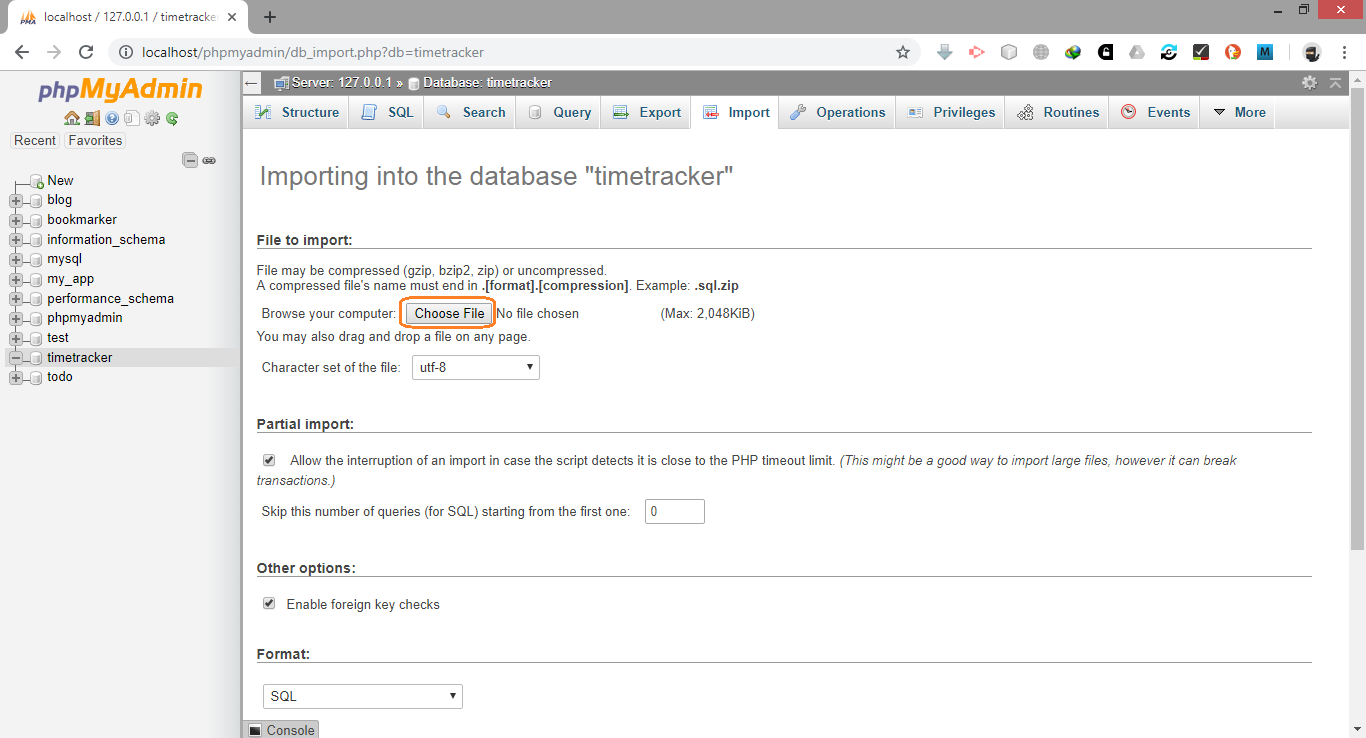 localhost / 127.0.0.1 / timetracker
localhost/phpmyadmin/db_import.php?db=timetracker
phpMyAdmin
Recent Favorites
New
blog
bookmarker
information_schema
mysql
my_app
performance_schema
phpmyadmin
test
timetracker
todo
Server: 127.0.0.1 » Database: timetracker
Structure SQL Search Query Export Import Operations Privileges Routines Events More
Importing into the database "timetracker"
File to import:
File may be compressed (gzip, bzip2, zip) or uncompressed.
A compressed file's name must end in .[format].[compression]. Example: .sql.zip
Browse your computer: Choose File No file chosen (Max: 2,048KiB)
You may also drag and drop a file on any page.
Character set of the file: utf-8
Partial import:
Allow the interruption of an import in case the script detects it is close to the PHP timeout limit. (This might be a good way to import large files, however it can break
transactions.)
Skip this number of queries (for SQL) starting from the first one: 0
Other options:
Enable foreign key checks
Format:
SQL
Console